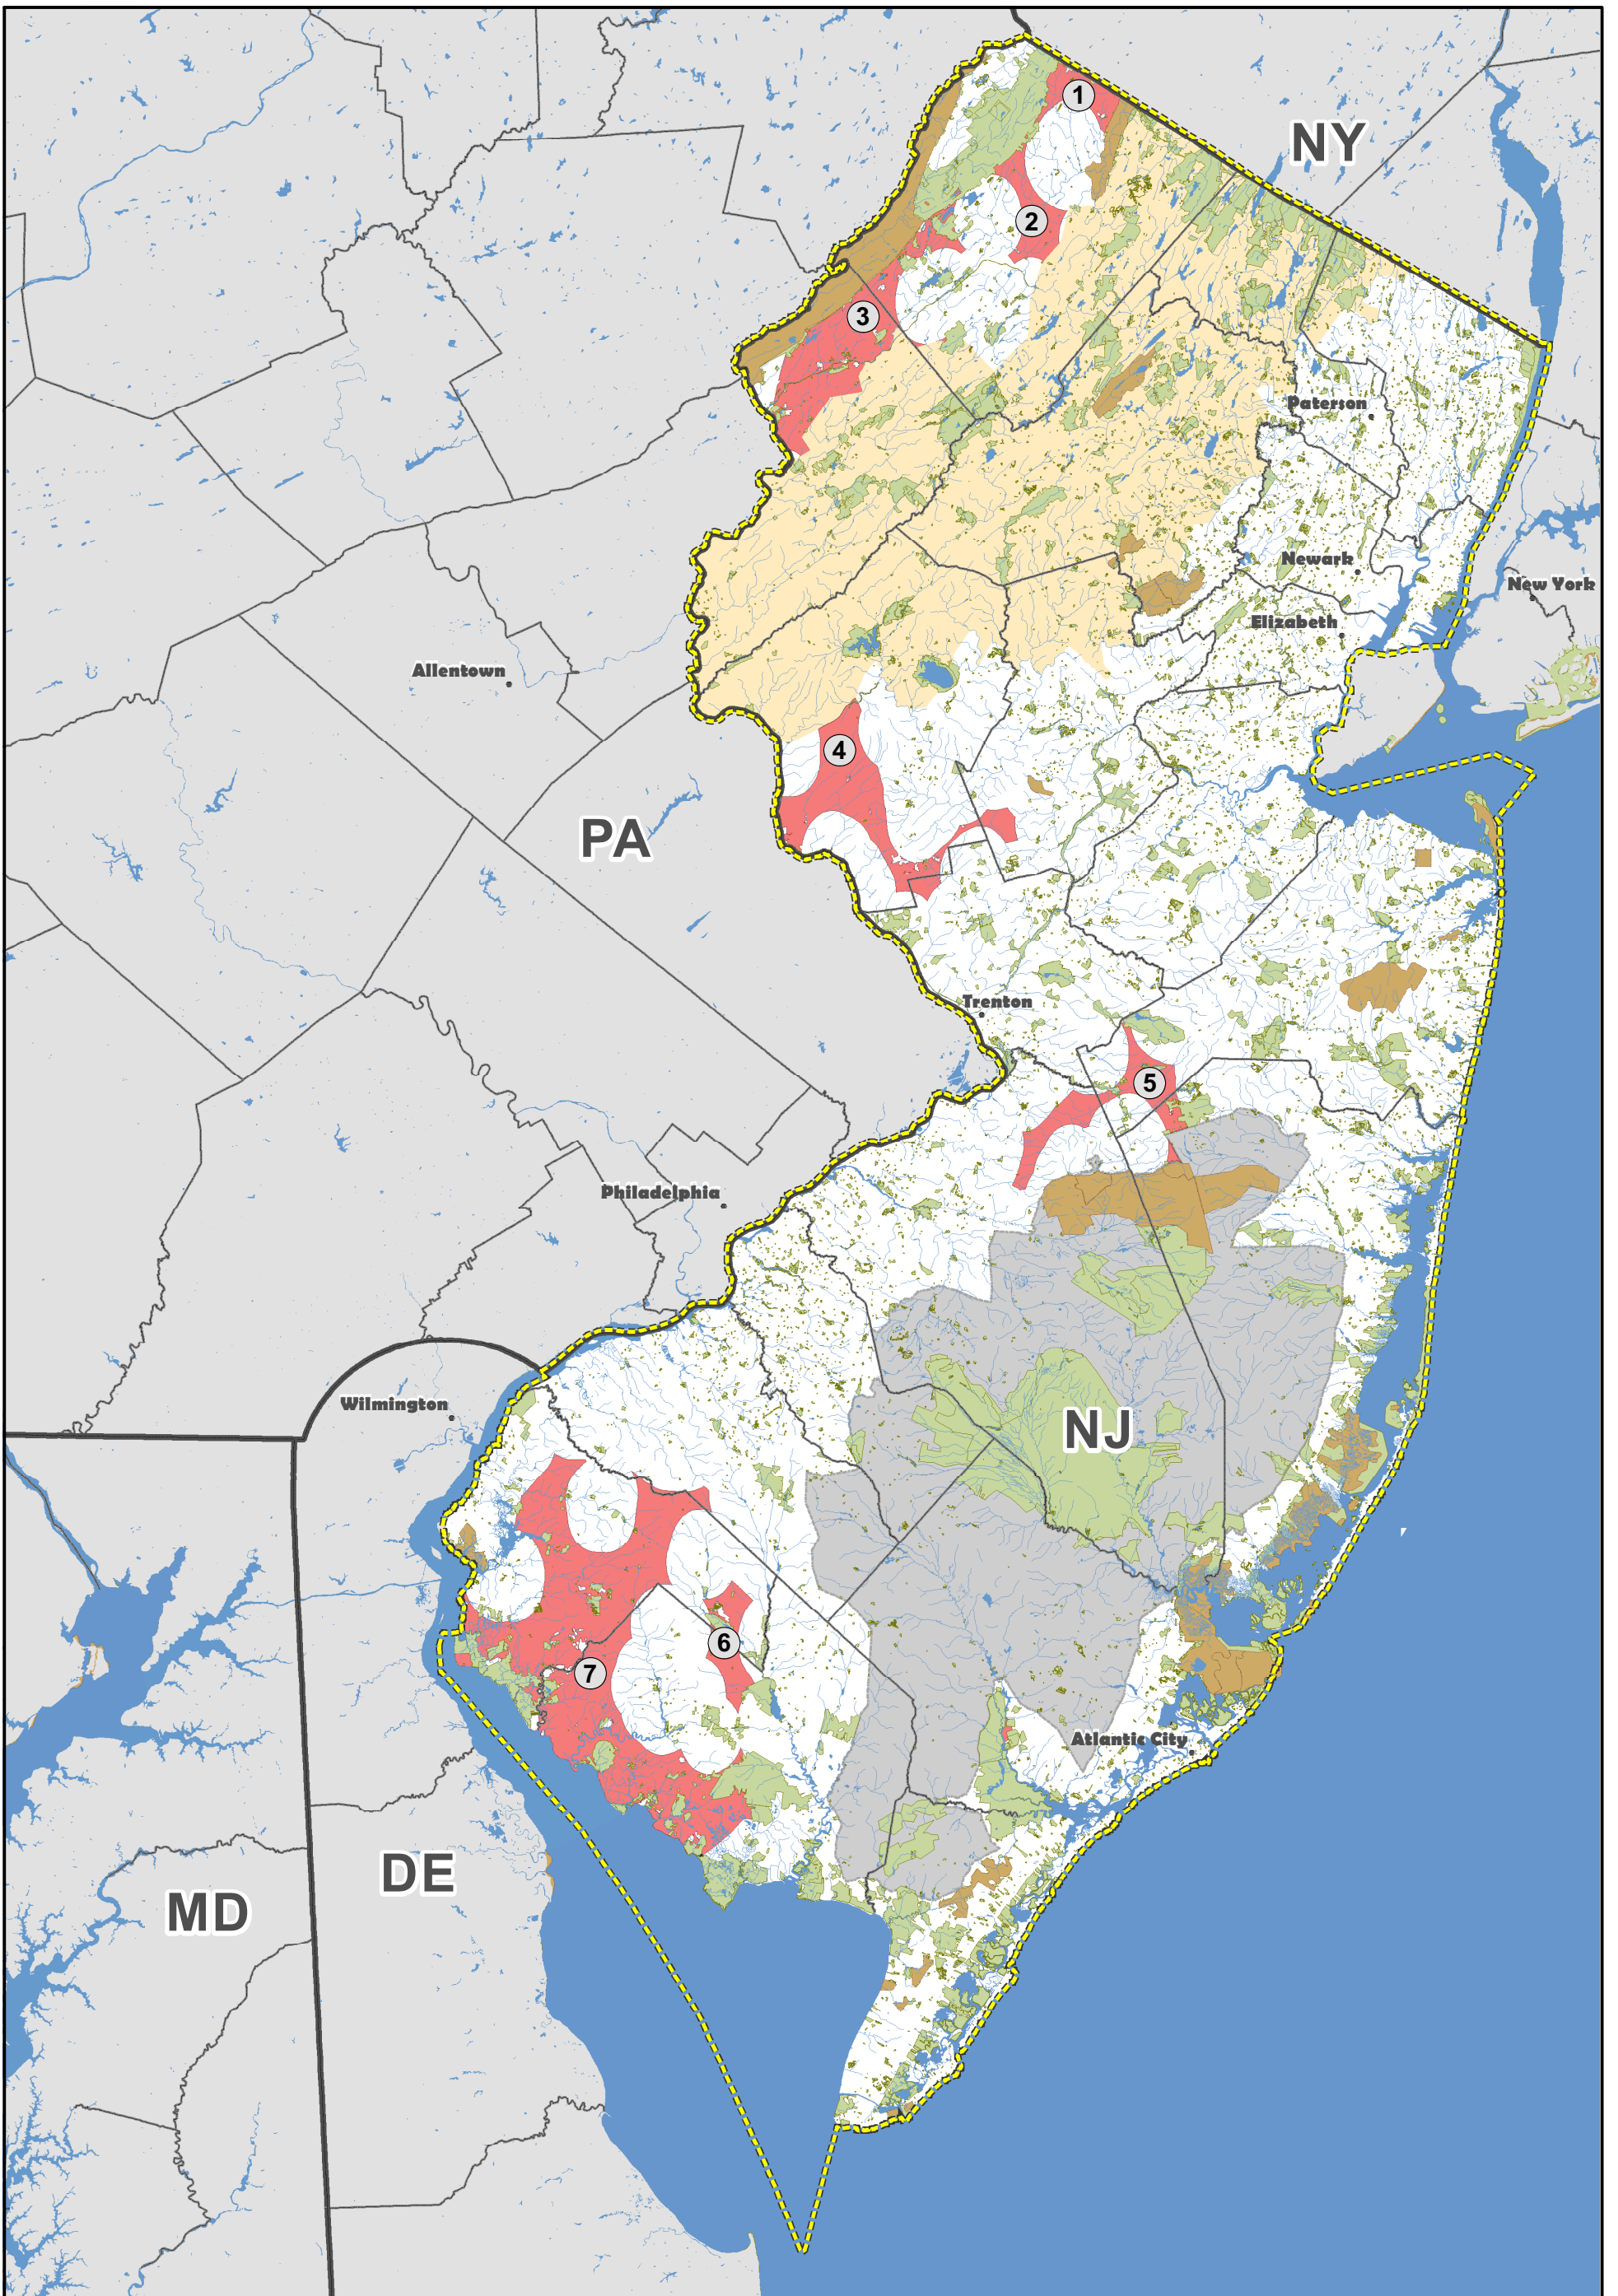 1
NY
2
3
Paterson
Newark
New York
Elizabeth
Allentown
4
PA
Trenton
5
Philadelphia
Wilmington
NJ
6
7
Atlantic City
DE
MD